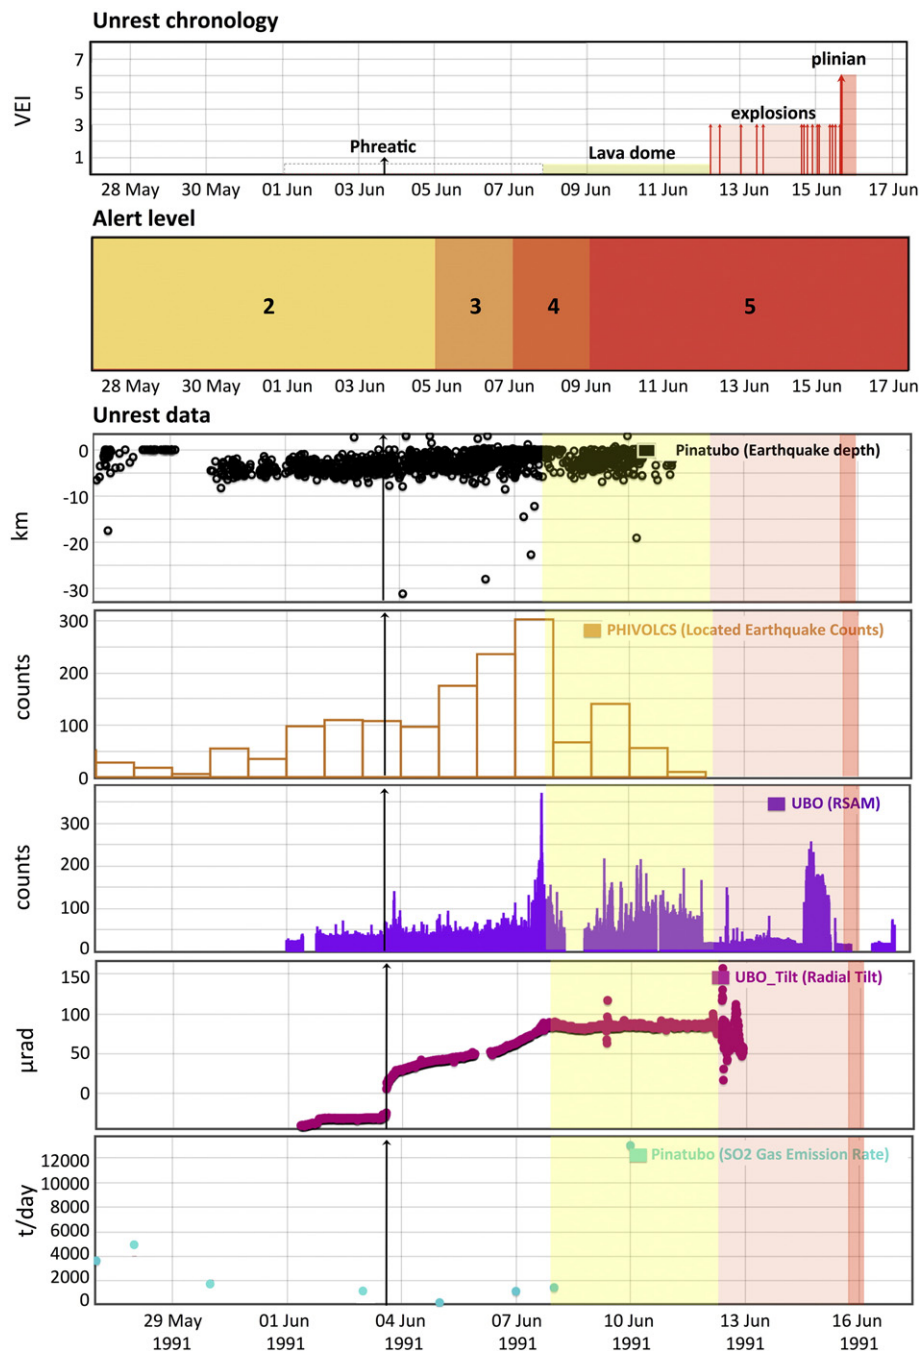 Unrest chronology
VEI
7
5
3
1
Phreatic
Lava dome
explosions
plinian
28 May 30 May 01 Jun 03 Jun 05 Jun 07 Jun 09 Jun 11 Jun 13 Jun 15 Jun 17 Jun
Alert level
2 3 4 5
28 May 30 May 01 Jun 03 Jun 05 Jun 07 Jun 09 Jun 11 Jun 13 Jun 15 Jun 17 Jun
Unrest data
km
0
-10
-20
-30
Pinatubo (Earthquake depth)
counts
300
200
100
0
PHIVOLCS (Located Earthquake Counts)
counts
300
200
100
0
UBO (RSAM)
µrad
150
100
50
0
UBO_Tilt (Radial Tilt)
t/day
12000
10000
8000
6000
4000
2000
0
Pinatubo (SO2 Gas Emission Rate)
29 May 01 Jun 04 Jun 07 Jun 10 Jun 13 Jun 16 Jun
1991 1991 1991 1991 1991 1991 1991